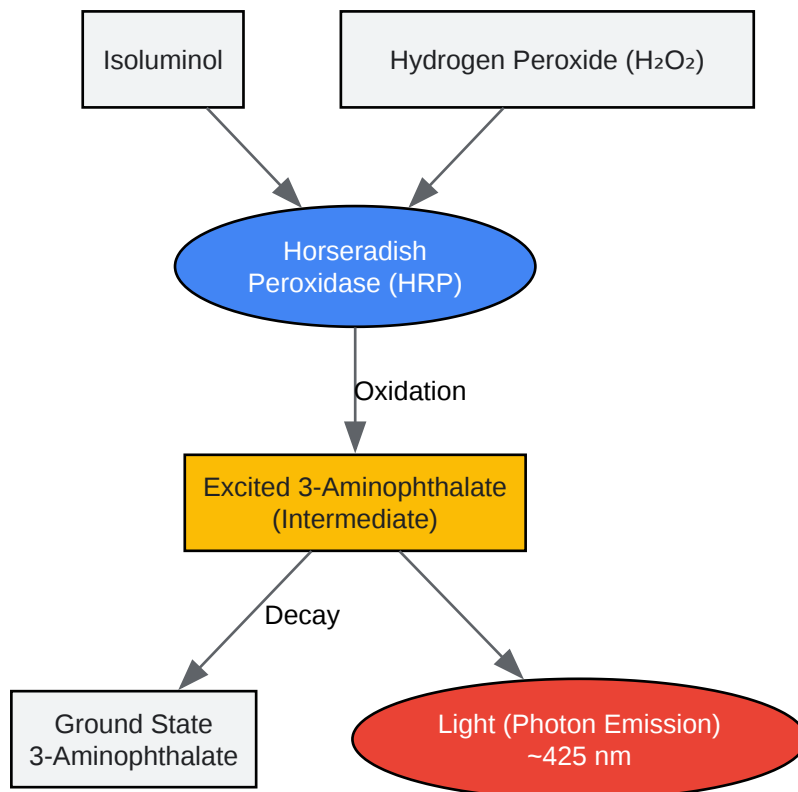 Isoluminol
Hydrogen Peroxide (H₂O₂)
Horseradish
Peroxidase (HRP)
Oxidation
Excited 3-Aminophthalate
(Intermediate)
Decay
Ground State
3-Aminophthalate
Light (Photon Emission)
~425 nm